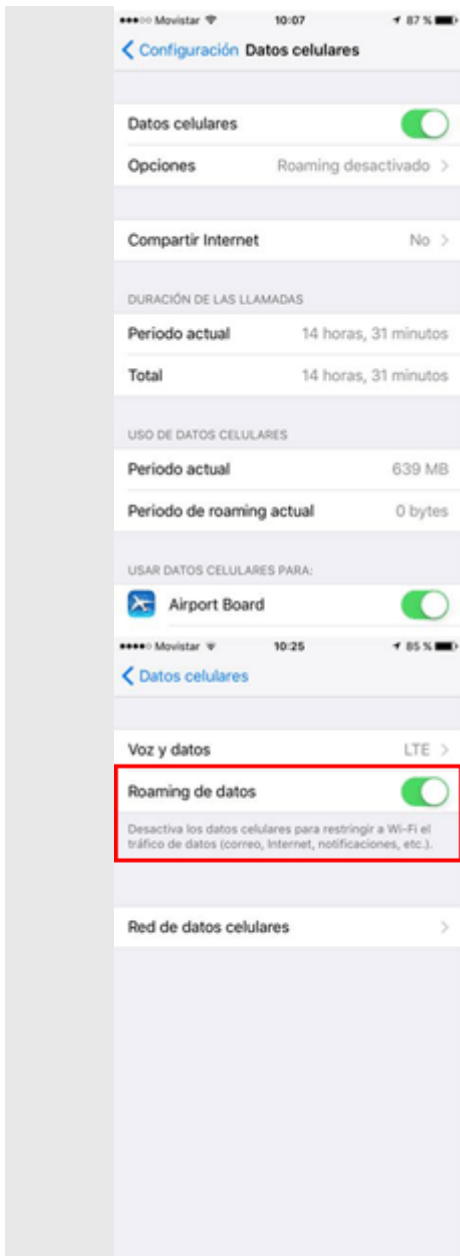 Movistar 10:07 87 %
Configuración Datos celulares
Datos celulares
Opciones Roaming desactivado
Compartir Internet No
DURACIÓN DE LAS LLAMADAS
Periodo actual 14 horas, 31 minutos
Total 14 horas, 31 minutos
USO DE DATOS CELULARES
Periodo actual 639 MB
Periodo de roaming actual 0 bytes
USAR DATOS CELULARES PARA:
Airport Board
Movistar 10:25 85 %
Datos celulares
Voz y datos LTE
Roaming de datos
Desactiva los datos celulares para restringir a Wi-Fi el
tráfico de datos (correo, Internet, notificaciones, etc.).
Red de datos celulares